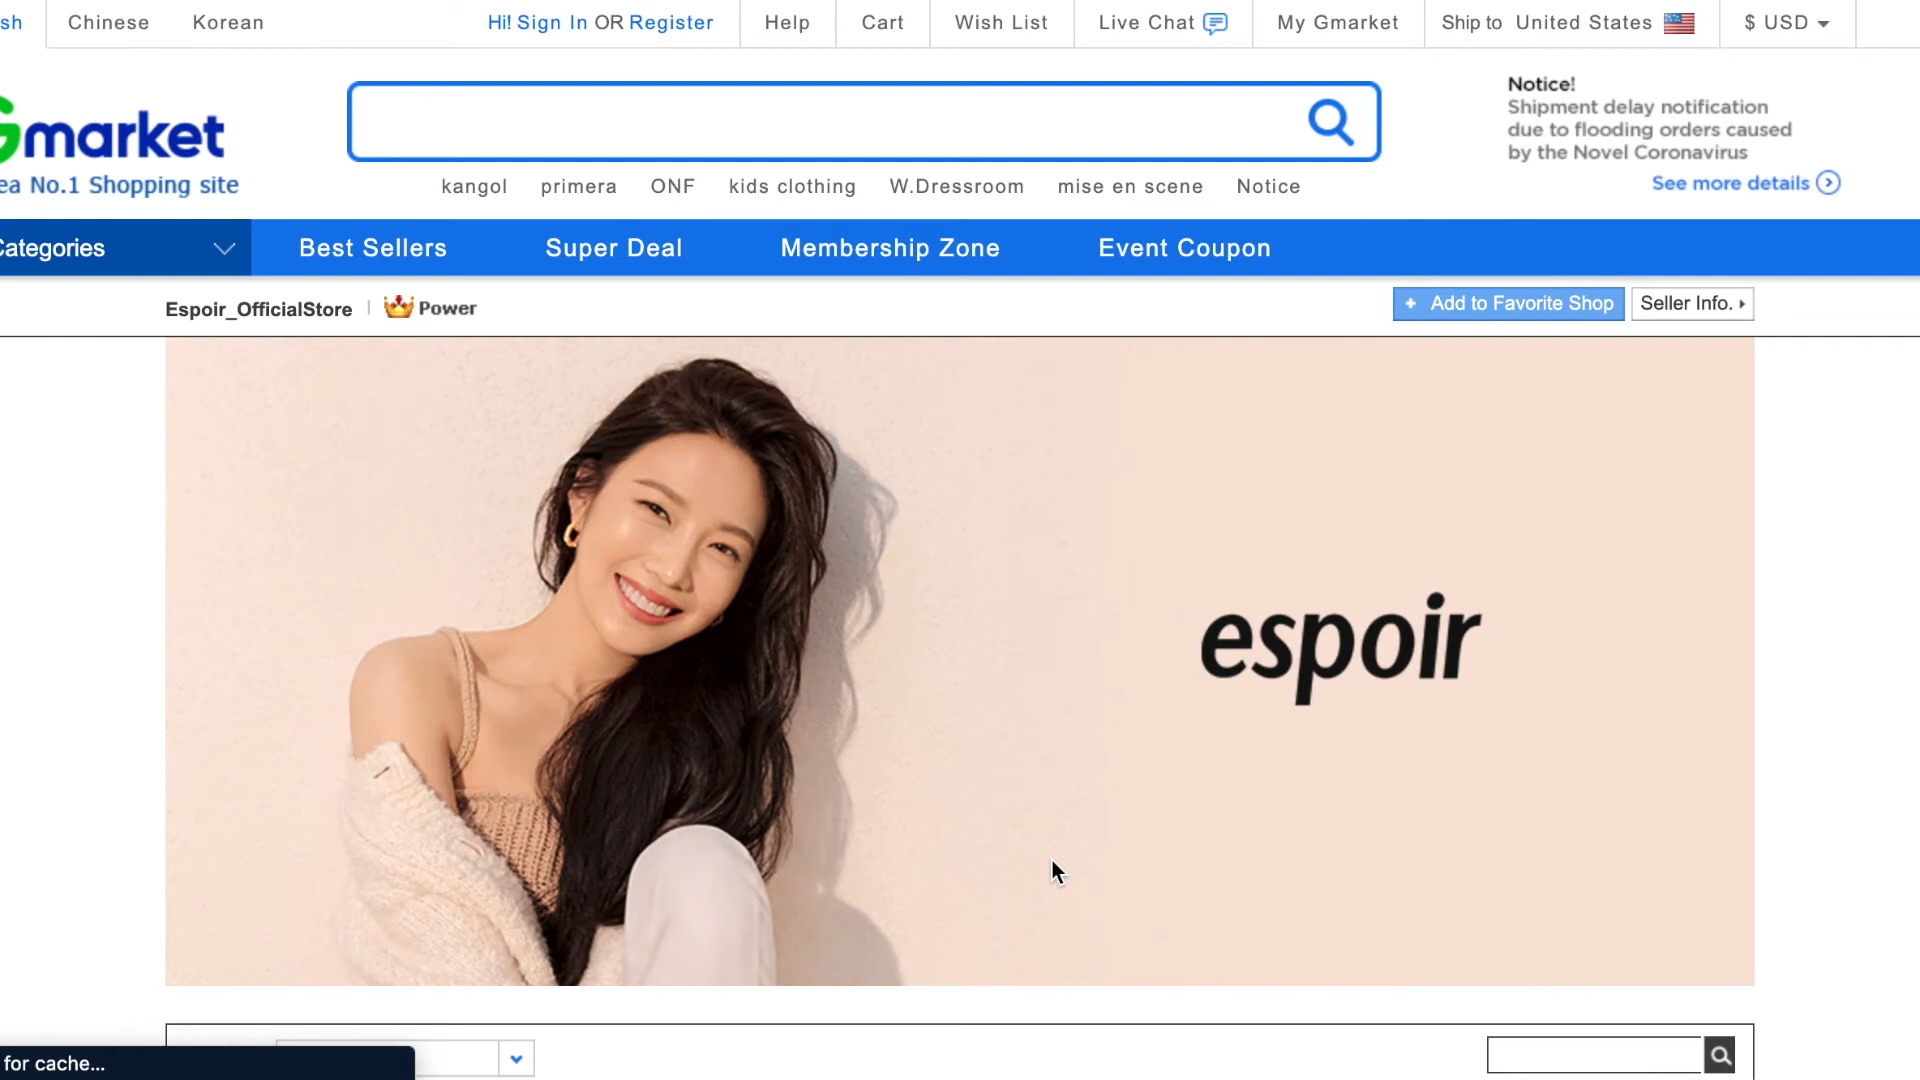 sh Chinese Korean Hi! Sign In OR Register Help Cart Wish List Live Chat My Gmarket Ship to United States $ USD
Gmarket
ea No.1 Shopping site
kangol primera ONF kids clothing W.Dressroom mise en scene Notice
Notice!
Shipment delay notification
due to flooding orders caused
by the Novel Coronavirus
See more details
Categories Best Sellers Super Deal Membership Zone Event Coupon
Espoir_OfficialStore | Power + Add to Favorite Shop Seller Info.
espoir
for cache...